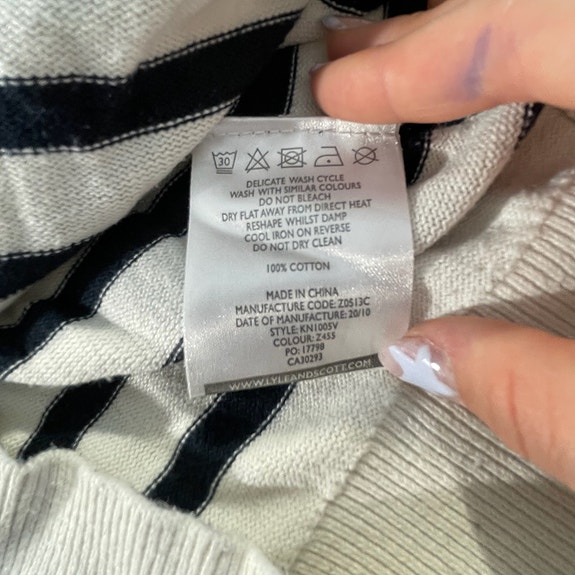 30
DELICATE WASH CYCLE
WASH WITH SIMILAR COLOURS
DO NOT BLEACH
DRY FLAT AWAY FROM DIRECT HEAT
RESHAPE WHILST DAMP
COOL IRON ON REVERSE
DO NOT DRY CLEAN
100% COTTON
MADE IN CHINA
MANUFACTURE CODE: Z0513C
DATE OF MANUFACTURE: 20/10
STYLE: KN1005V
COLOUR: Z455
PO: 17798
CA30293
WWW.LYLEANDSCOTT.COM